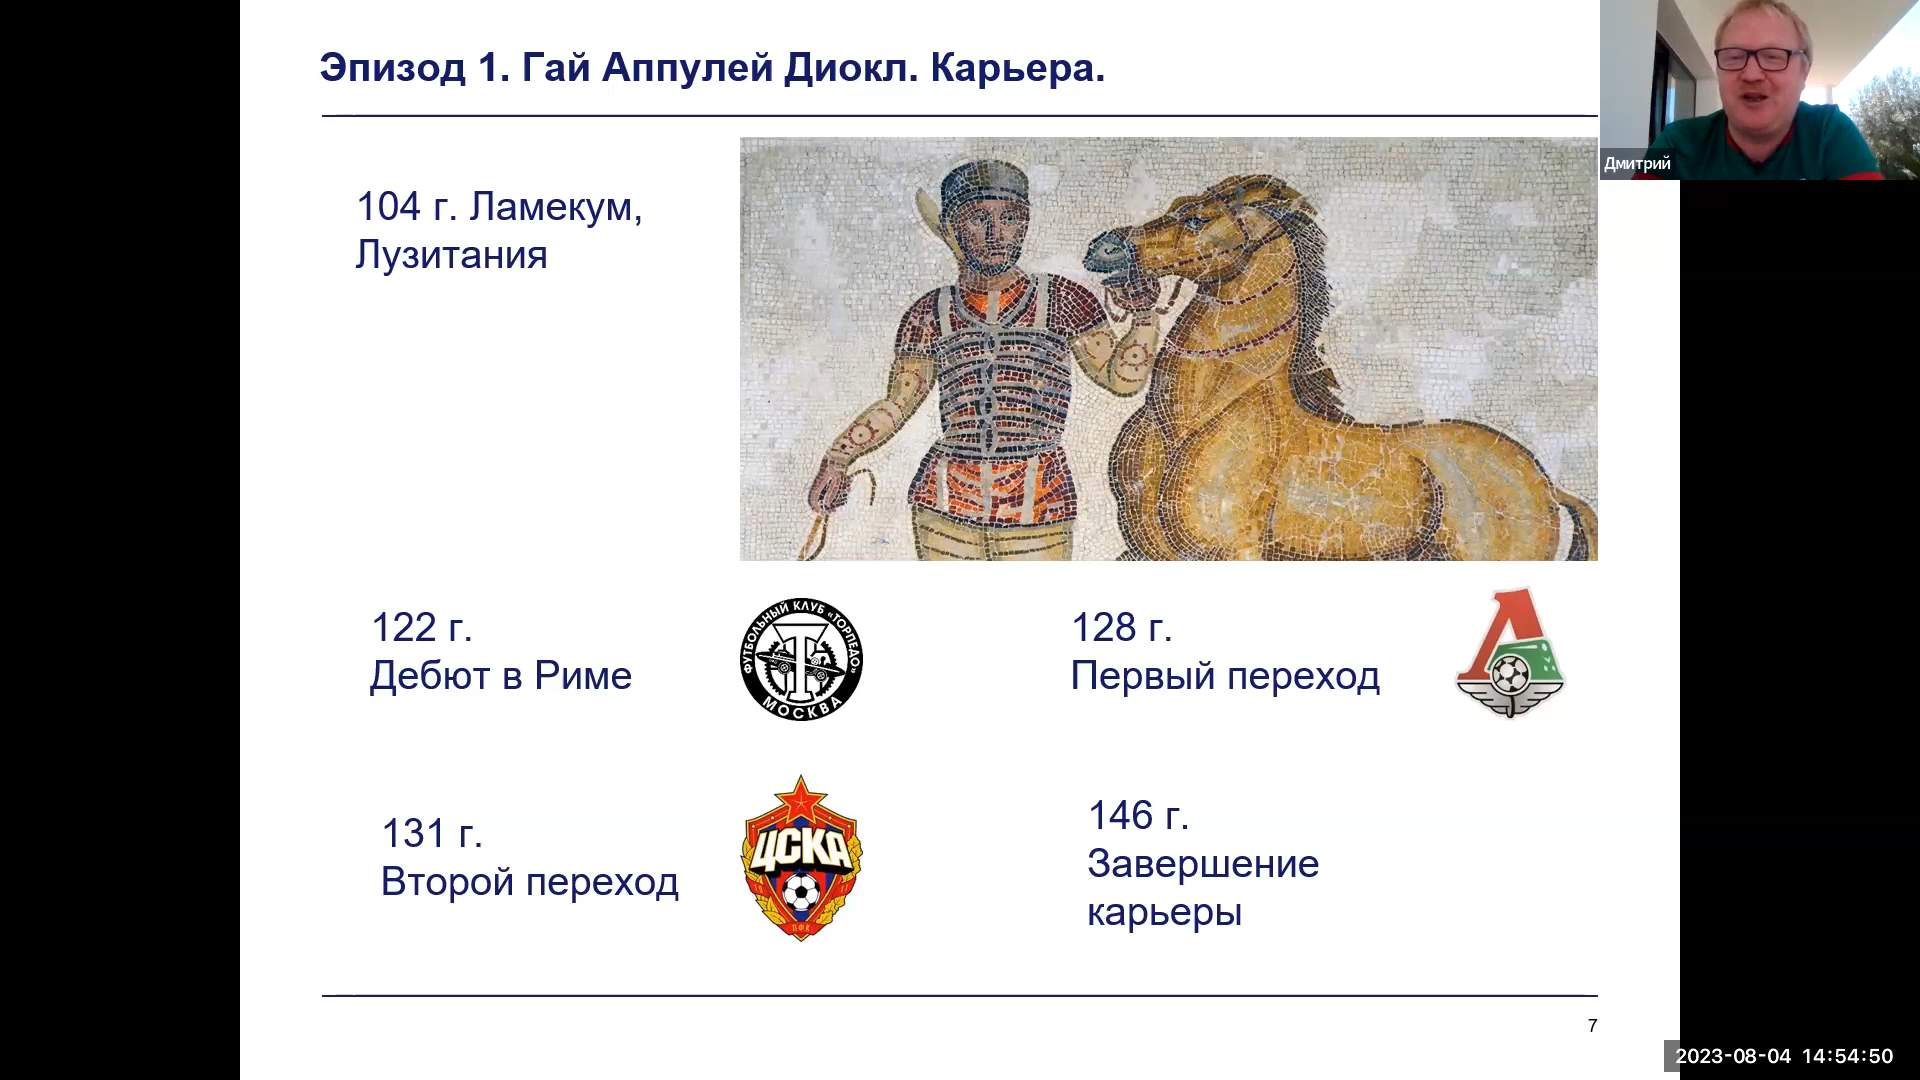 Эпизод 1. Гай Аппулей Диокл. Карьера.
Дмитрий
104 г. Ламекум,
Лузитания
122 г.
Дебют в Риме
ФУТБОЛЬНЫЙ КЛУБ «ТОРПЕДО»
МОСКВА
128 г.
Первый переход
131 г.
Второй переход
ЦСКА
ПФК
146 г.
Завершение
карьеры
7
2023-08-04 14:54:50